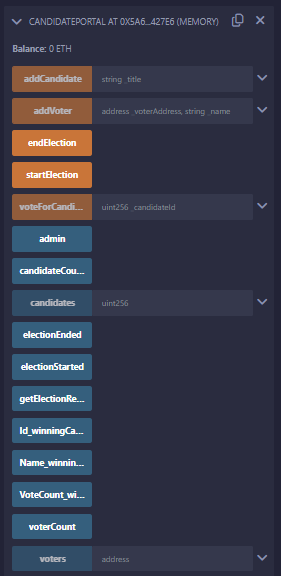 CANDIDATEPORTAL AT 0X5A6...427E6 (MEMORY)
Balance: 0 ETH
addCandidate string _title
addVoter address _voterAddress, string _name
endElection
startElection
voteForCandi... uint256 _candidateId
admin
candidateCou...
candidates uint256
electionEnded
electionStarted
getElectionRe...
Id_winningCa...
Name_winnin...
VoteCount_wi...
voterCount
voters address